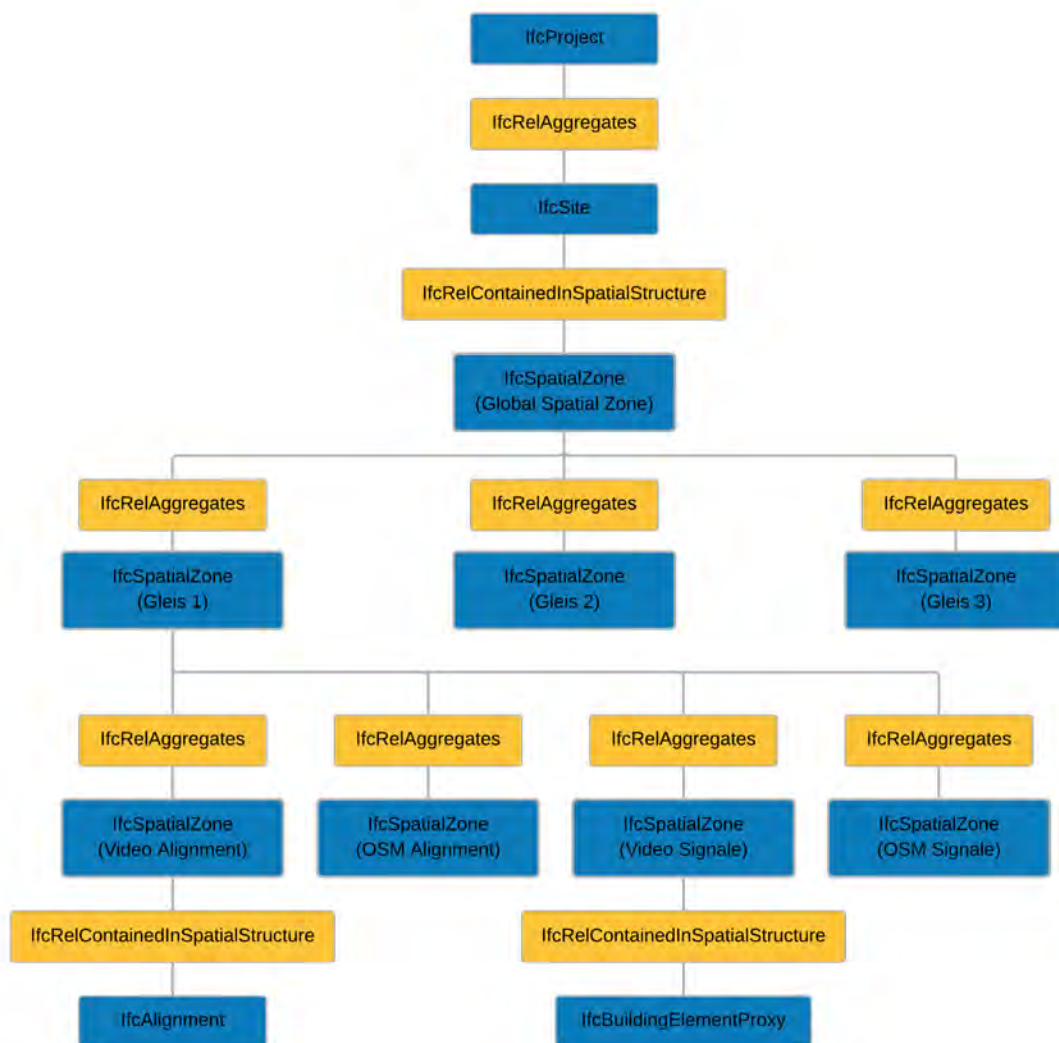 IfcProject
IfcRelAggregates
IfcSite
IfcRelContainedInSpatialStructure
IfcSpatialZone
(Global Spatial Zone)
IfcRelAggregates
IfcRelAggregates
IfcRelAggregates
IfcSpatialZone
(Gleis 1)
IfcSpatialZone
(Gleis 2)
IfcSpatialZone
(Gleis 3)
IfcRelAggregates
IfcRelAggregates
IfcRelAggregates
IfcRelAggregates
IfcSpatialZone
(Video Alignment)
IfcSpatialZone
(OSM Alignment)
IfcSpatialZone
(Video Signale)
IfcSpatialZone
(OSM Signale)
IfcRelContainedInSpatialStructure
IfcRelContainedInSpatialStructure
IfcAlignment
IfcBuildingElementProxy